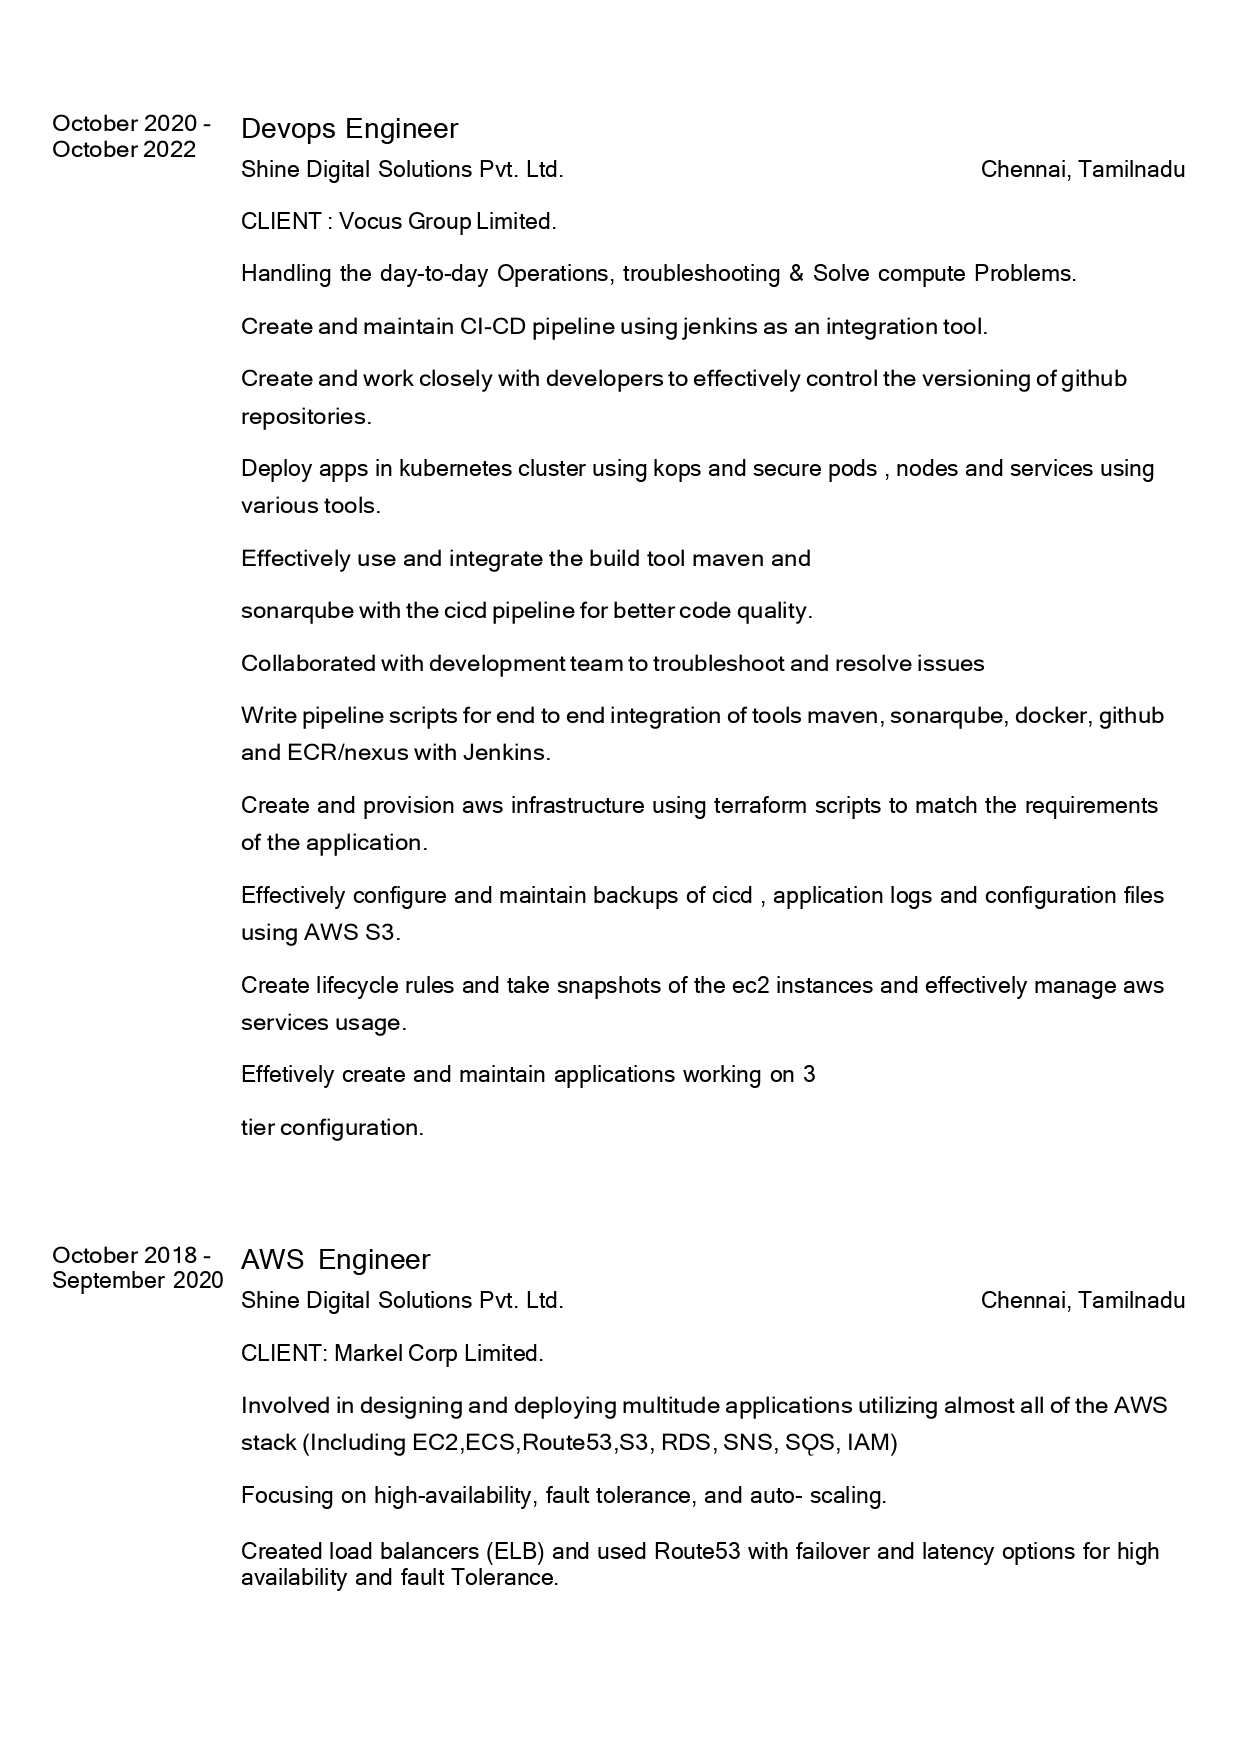 October 2020 -
October 2022
Devops Engineer
Shine Digital Solutions Pvt. Ltd. Chennai, Tamilnadu
CLIENT : Vocus Group Limited.
Handling the day-to-day Operations, troubleshooting & Solve compute Problems.
Create and maintain CI-CD pipeline using jenkins as an integration tool.
Create and work closely with developers to effectively control the versioning of github
repositories.
Deploy apps in kubernetes cluster using kops and secure pods , nodes and services using
various tools.
Effectively use and integrate the build tool maven and
sonarqube with the cicd pipeline for better code quality.
Collaborated with development team to troubleshoot and resolve issues
Write pipeline scripts for end to end integration of tools maven, sonarqube, docker, github
and ECR/nexus with Jenkins.
Create and provision aws infrastructure using terraform scripts to match the requirements
of the application.
Effectively configure and maintain backups of cicd , application logs and configuration files
using AWS S3.
Create lifecycle rules and take snapshots of the ec2 instances and effectively manage aws
services usage.
Effetively create and maintain applications working on 3
tier configuration.
October 2018 -
September 2020
AWS Engineer
Shine Digital Solutions Pvt. Ltd. Chennai, Tamilnadu
CLIENT: Markel Corp Limited.
Involved in designing and deploying multitude applications utilizing almost all of the AWS
stack (Including EC2,ECS,Route53,S3, RDS, SNS, SQS, IAM)
Focusing on high-availability, fault tolerance, and auto- scaling.
Created load balancers (ELB) and used Route53 with failover and latency options for high
availability and fault Tolerance.